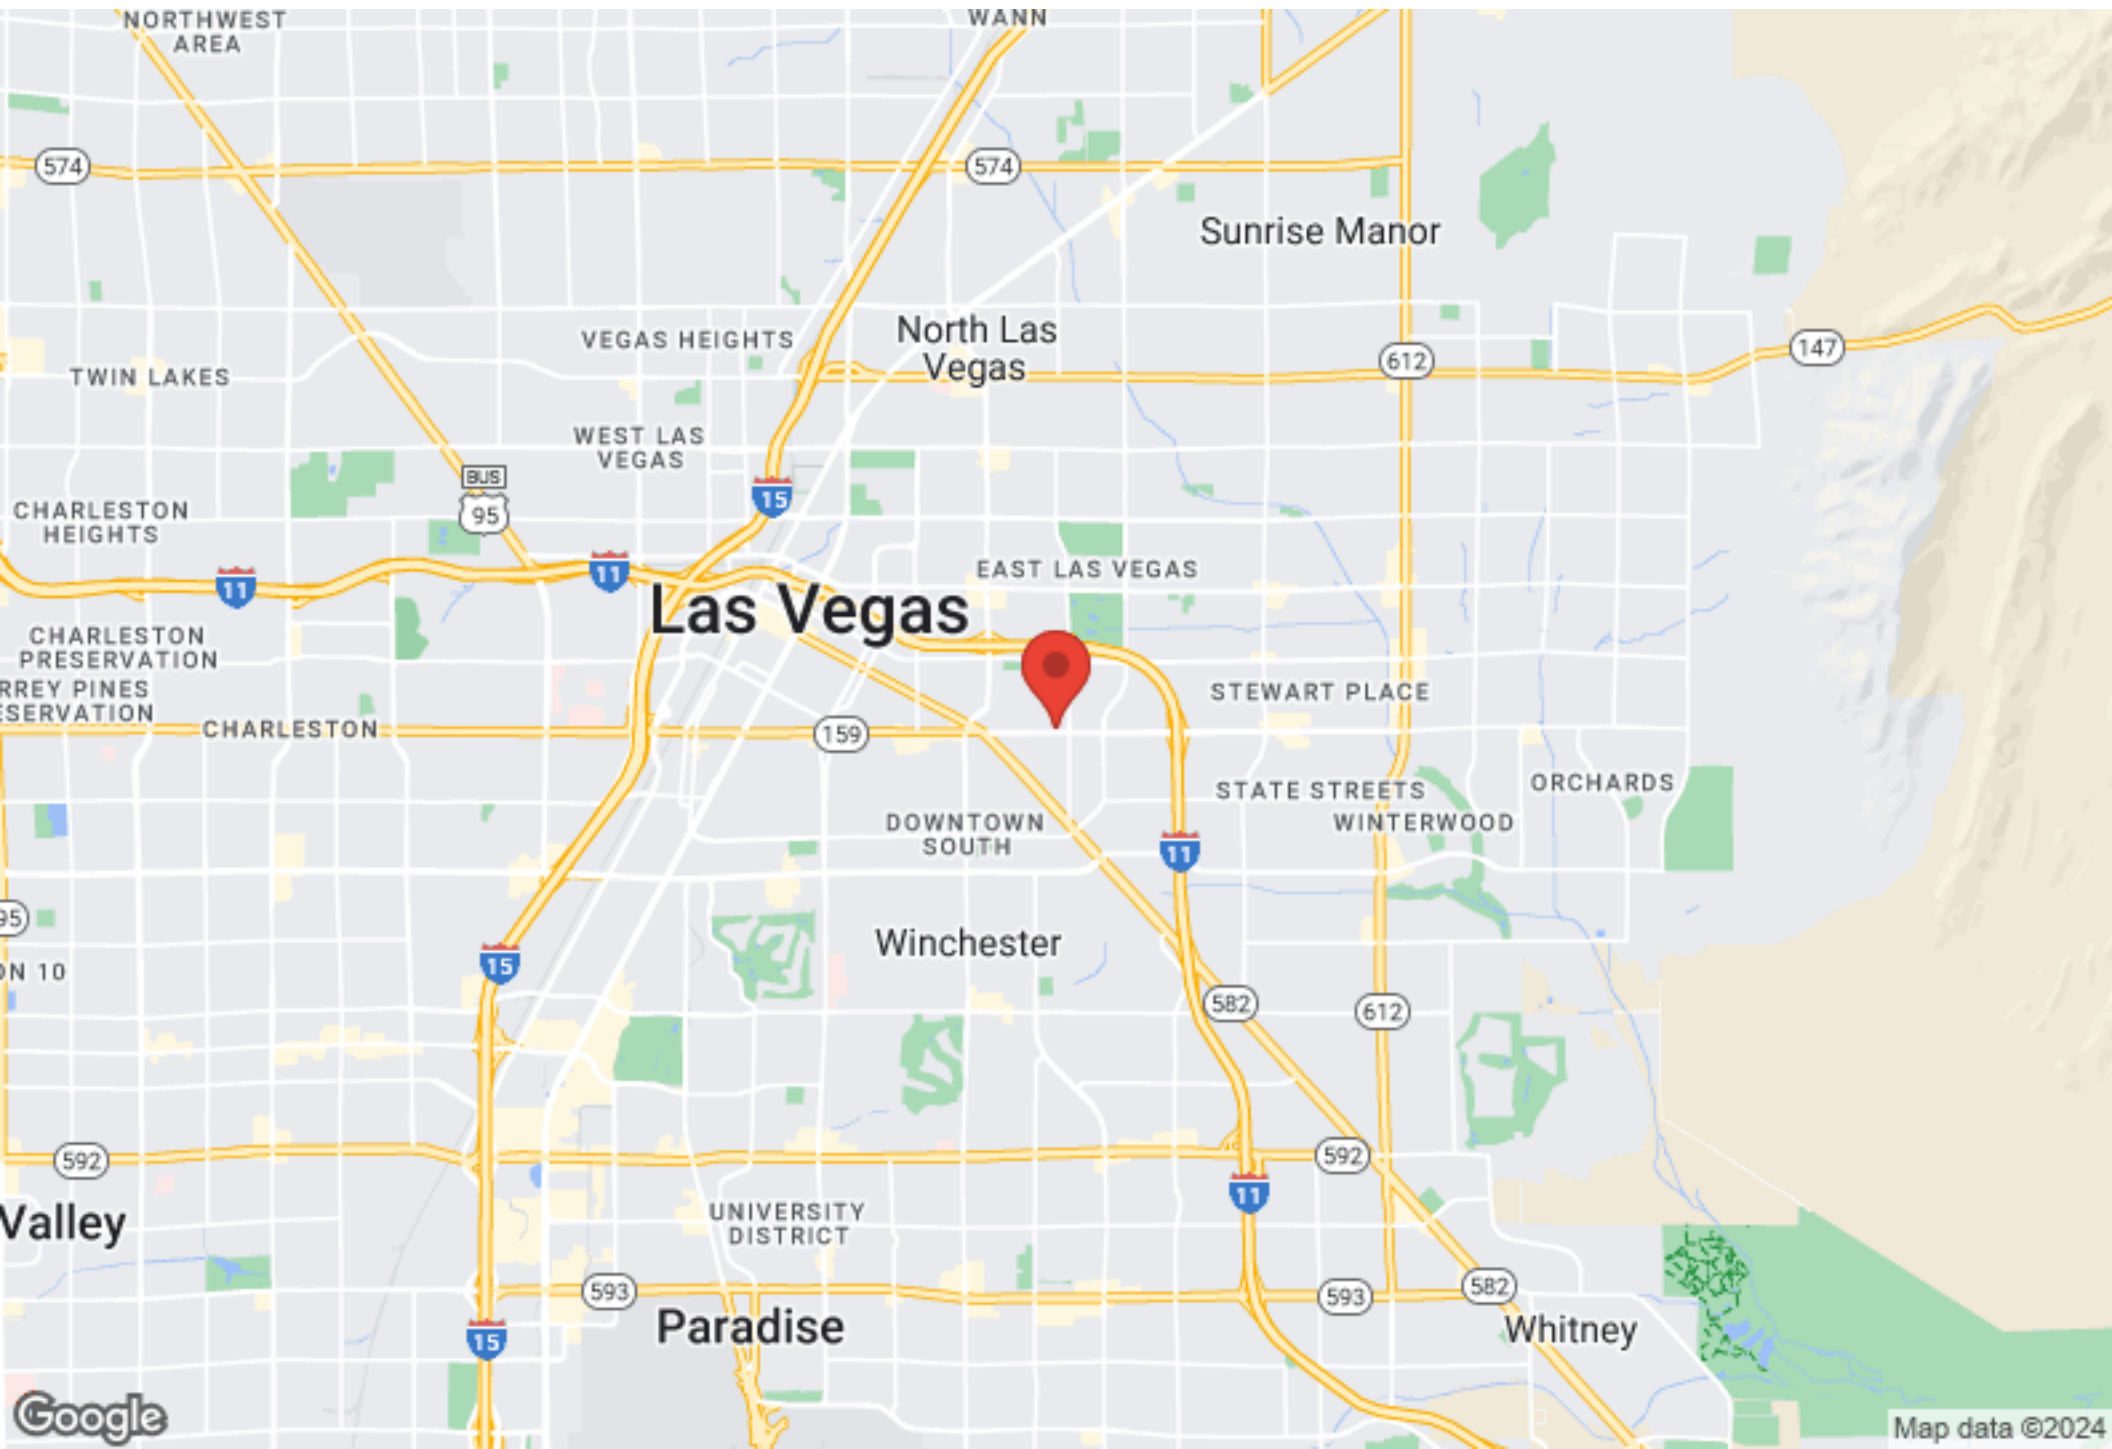 NORTHWEST
AREA
WANN
574
574
Sunrise Manor
VEGAS HEIGHTS
North Las
Vegas
147
612
TWIN LAKES
WEST LAS
VEGAS
BUS
95
15
CHARLESTON
HEIGHTS
11
11
EAST LAS VEGAS
Las Vegas
CHARLESTON
PRESERVATION
RREY PINES
SERVATION
STEWART PLACE
CHARLESTON
159
STATE STREETS
ORCHARDS
DOWNTOWN
SOUTH
WINTERWOOD
11
95
Winchester
15
ON 10
582
612
592
592
11
Valley
UNIVERSITY
DISTRICT
593
593
582
Paradise
Whitney
15
Google
Map data ©2024